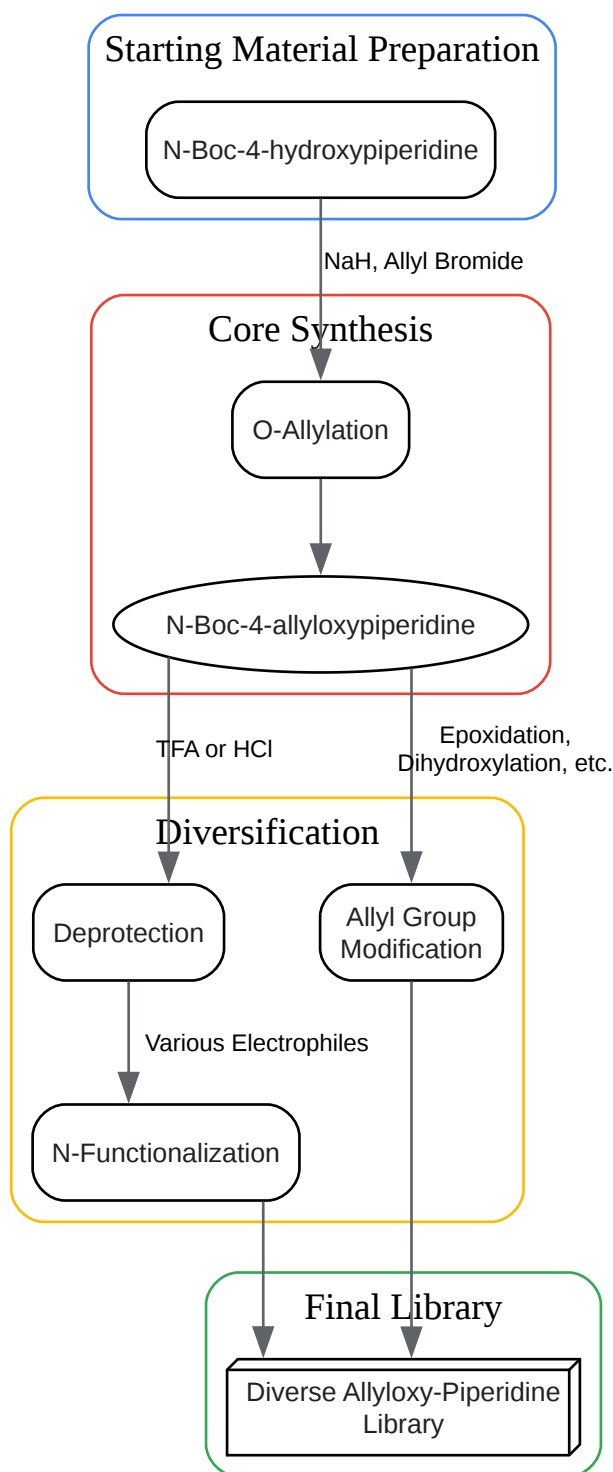 Starting Material Preparation
N-Boc-4-hydroxypiperidine
NaH, Allyl Bromide
Core Synthesis
O-Allylation
N-Boc-4-allyloxypiperidine
TFA or HCl
Epoxidation,
Dihydroxylation, etc.
Diversification
Deprotection
Allyl Group
Modification
Various Electrophiles
N-Functionalization
Final Library
Diverse Allyloxy-Piperidine
Library